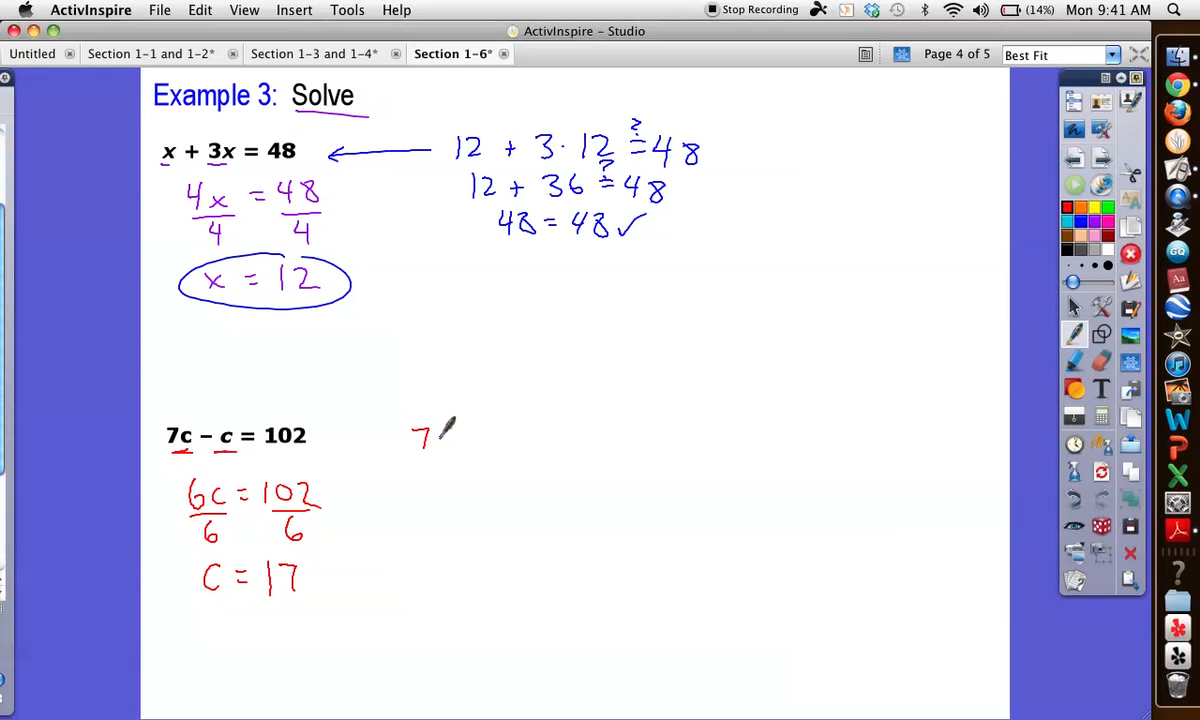 ActivInspire File Edit View Insert Tools Help Stop Recording (14%) Mon 9:41 AM
ActivInspire – Studio
Untitled Section 1–1 and 1–2* Section 1–3 and 1–4* Section 1–6* Page 4 of 5 Best Fit
Example 3: Solve
x + 3x = 48
12 + 3 · 12 ≟ 48
4x = 48
4 4
12 + 36 ≟ 48
48 = 48 ✓
x = 12
7c – c = 102
7
6c = 102
6 6
c = 17